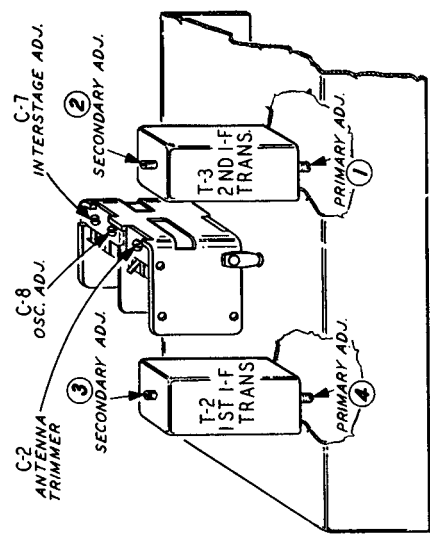 C-7
INTERSTAGE ADJ.
C-8
OSC. ADJ.
C-2
ANTENNA
TRIMMER
②
SECONDARY ADJ.
③
SECONDARY ADJ.
T-3
2ND I-F
TRANS.
T-2
1ST I-F
TRANS
PRIMARY ADJ.
①
PRIMARY ADJ.
④